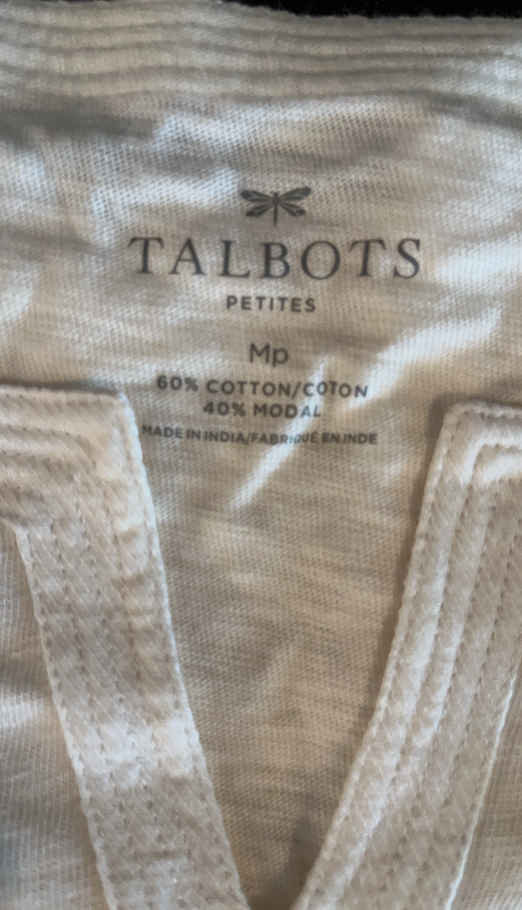 TALBOTS
PETITES
Mp
60% COTTON/COTON
40% MODAL
MADE IN INDIA/FABRIQUÉ EN INDE